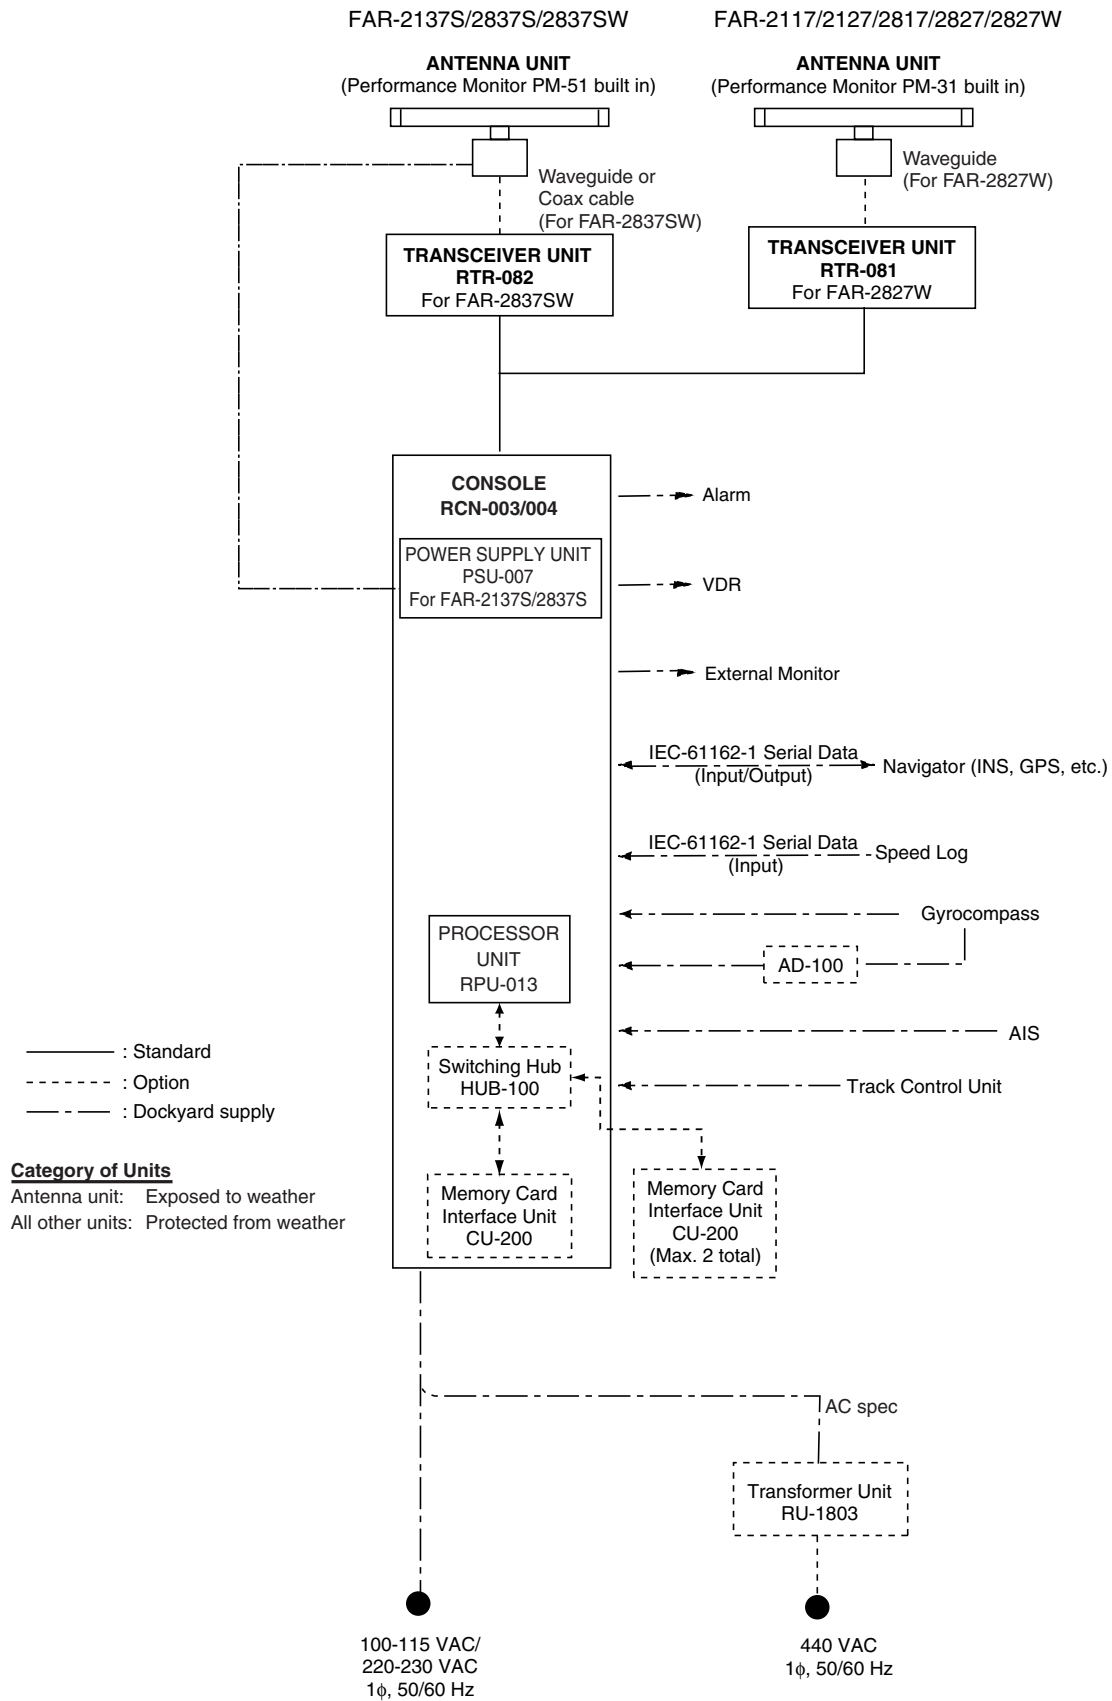 FAR-2137S/2837S/2837SW
FAR-2117/2127/2817/2827/2827W
ANTENNA UNIT
(Performance Monitor PM-51 built in)
ANTENNA UNIT
(Performance Monitor PM-31 built in)
Waveguide or
Coax cable
(For FAR-2837SW)
Waveguide
(For FAR-2827W)
TRANSCEIVER UNIT
RTR-082
For FAR-2837SW
TRANSCEIVER UNIT
RTR-081
For FAR-2827W
CONSOLE
RCN-003/004
Alarm
POWER SUPPLY UNIT
PSU-007
For FAR-2137S/2837S
VDR
External Monitor
IEC-61162-1 Serial Data
(Input/Output)
Navigator (INS, GPS, etc.)
IEC-61162-1 Serial Data
(Input)
Speed Log
Gyrocompass
PROCESSOR
UNIT
RPU-013
AD-100
AIS
Switching Hub
HUB-100
Track Control Unit
: Standard
: Option
: Dockyard supply
Category of Units
Antenna unit: Exposed to weather
All other units: Protected from weather
Memory Card
Interface Unit
CU-200
Memory Card
Interface Unit
CU-200
(Max. 2 total)
AC spec
Transformer Unit
RU-1803
100-115 VAC/
220-230 VAC
1ϕ, 50/60 Hz
440 VAC
1ϕ, 50/60 Hz